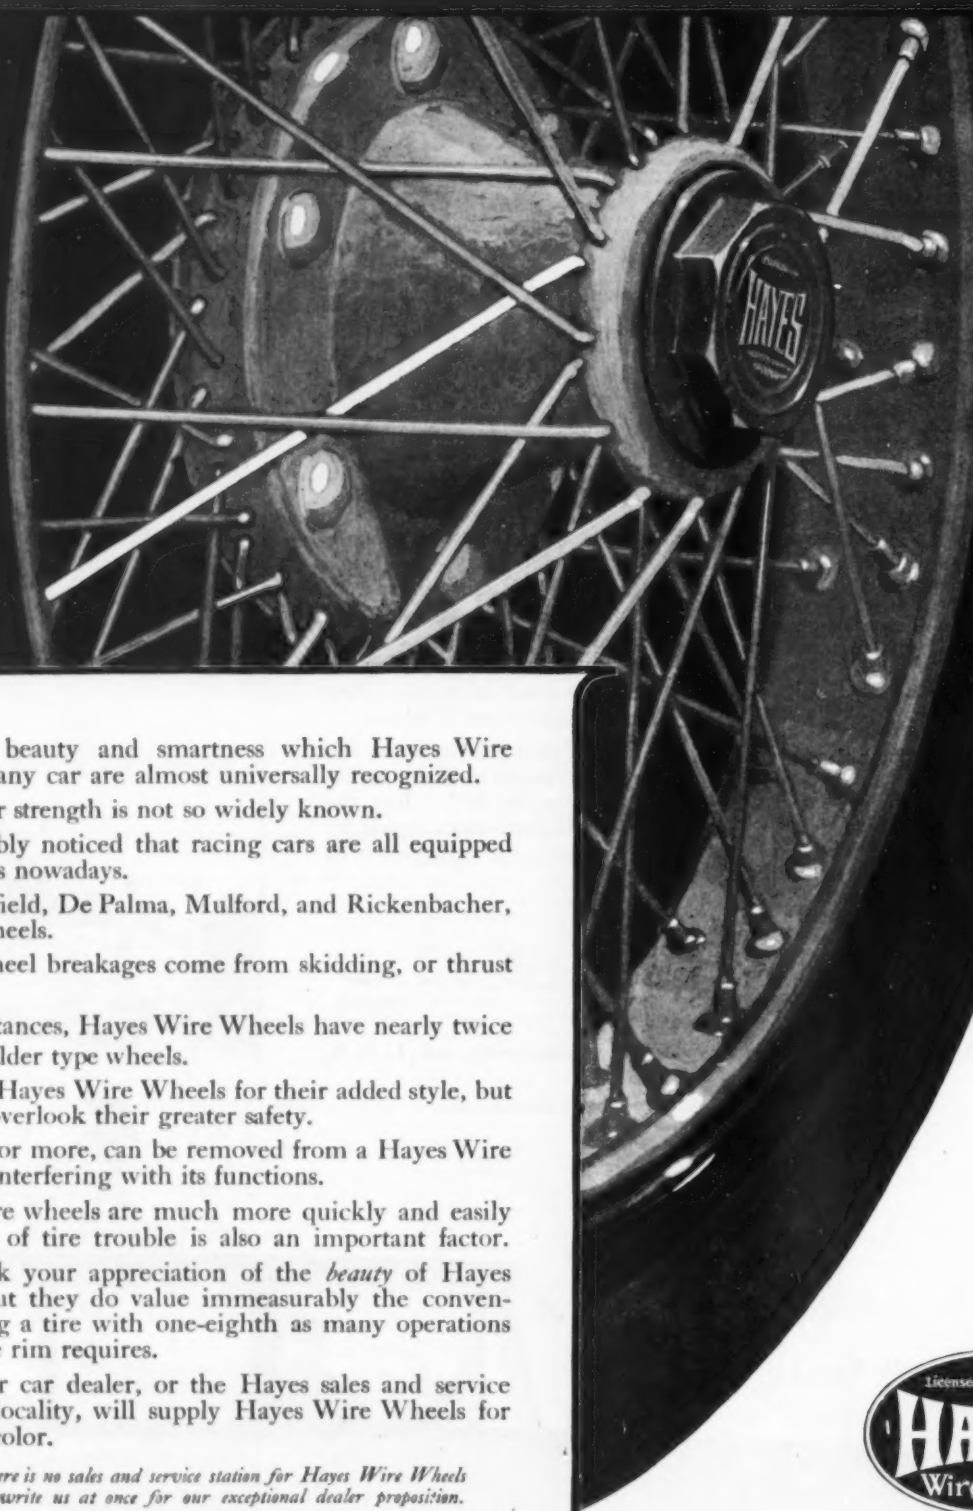 HAYES
beauty and smartness which Hayes Wire
any car are almost universally recognized.
r strength is not so widely known.
bly noticed that racing cars are all equipped
s nowadays.
ield, De Palma, Mulford, and Rickenbacher,
heels.
heel breakages come from skidding, or thrust
tances, Hayes Wire Wheels have nearly twice
lder type wheels.
Hayes Wire Wheels for their added style, but
overlook their greater safety.
or more, can be removed from a Hayes Wire
nterfering with its functions.
re wheels are much more quickly and easily
of tire trouble is also an important factor.
k your appreciation of the beauty of Hayes
ut they do value immeasurably the conven-
g a tire with one-eighth as many operations
rim requires.
r car dealer, or the Hayes sales and service
locality, will supply Hayes Wire Wheels for
color.
ere is no sales and service station for Hayes Wire Wheels
write us at once for our exceptional dealer proposition.
License
HA
Wir